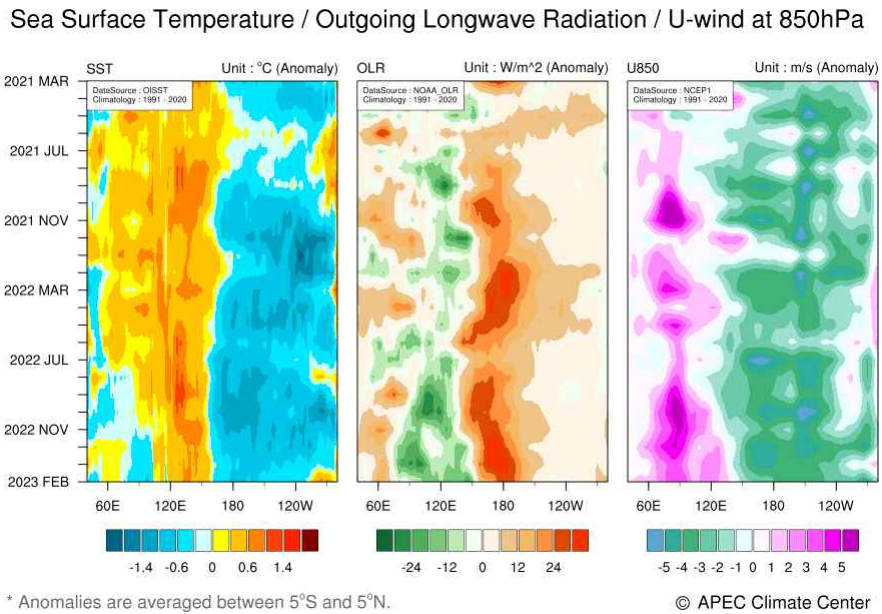 Sea Surface Temperature / Outgoing Longwave Radiation / U-wind at 850hPa
SST Unit : °C (Anomaly)
DataSource : OISST
Climatology : 1991 - 2020
OLR Unit : W/m^2 (Anomaly)
DataSource : NOAA_OLR
Climatology : 1991 - 2020
U850 Unit : m/s (Anomaly)
DataSource : NCEP1
Climatology : 1991 - 2020
2021 MAR
2021 JUL
2021 NOV
2022 MAR
2022 JUL
2022 NOV
2023 FEB
60E 120E 180 120W
60E 120E 180 120W
60E 120E 180 120W
-1.4 -0.6 0 0.6 1.4
-24 -12 0 12 24
-5 -4 -3 -2 -1 0 1 2 3 4 5
* Anomalies are averaged between 5°S and 5°N.
© APEC Climate Center